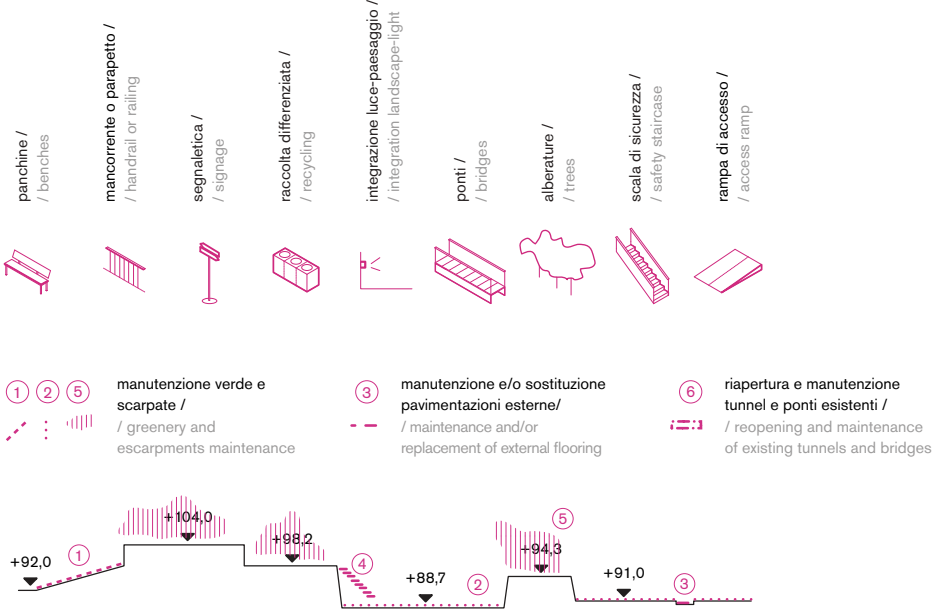 panchine /
/ benches
mancorrente o parapetto /
/ handrail or railing
segnaletica /
/ signage
raccolta differenziata /
/ recycling
integrazione luce-paesaggio /
/ integration landscape-light
ponti /
/ bridges
alberature /
/ trees
scala di sicurezza /
/ safety staircase
rampa di accesso /
/ access ramp
1 2 5
manutenzione verde e
scarpate /
/ greenery and
escarpments maintenance
3
manutenzione e/o sostituzione
pavimentazioni esterne/
/ maintenance and/or
replacement of external flooring
6
riapertura e manutenzione
tunnel e ponti esistenti /
/ reopening and maintenance
of existing tunnels and bridges
+92,0
1
+104,0
+98,2
4
+88,7
2
+94,3
5
+91,0
3